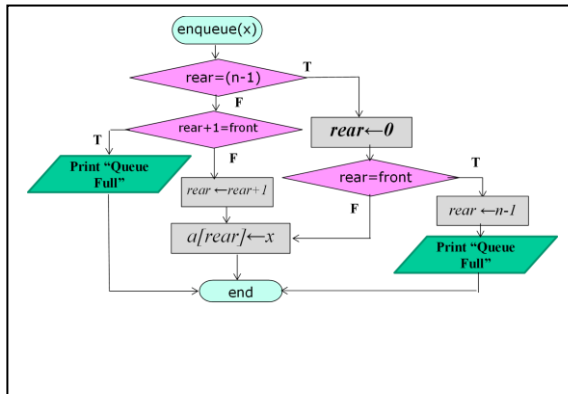 enqueue(x)
T
rear=(n-1)
F
rear←0
T
rear+1=front
F
T
Print “Queue
Full”
rear ←rear+1
rear=front
F
rear ←n-1
a[rear]←x
Print “Queue
Full”
end